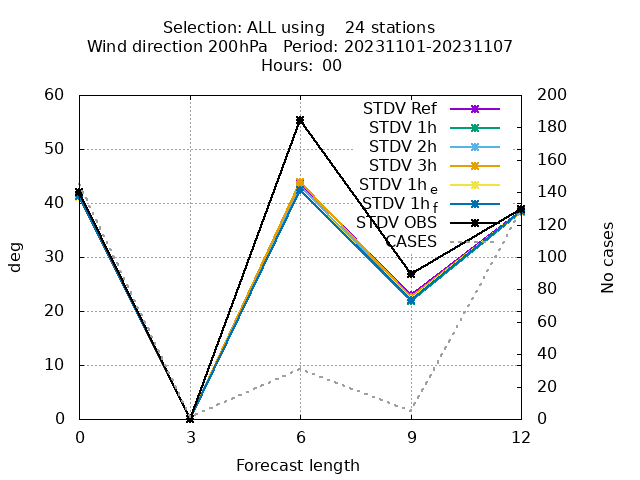 Selection: ALL using 24 stations
Wind direction 200hPa Period: 20231101-20231107
Hours: 00
60
50
40
30
20
10
0
deg
200
180
160
140
120
100
80
60
40
20
0
No cases
STDV Ref
STDV 1h
STDV 2h
STDV 3h
STDV 1h e
STDV 1h f
STDV OBS
CASES
0 3 6 9 12
Forecast length